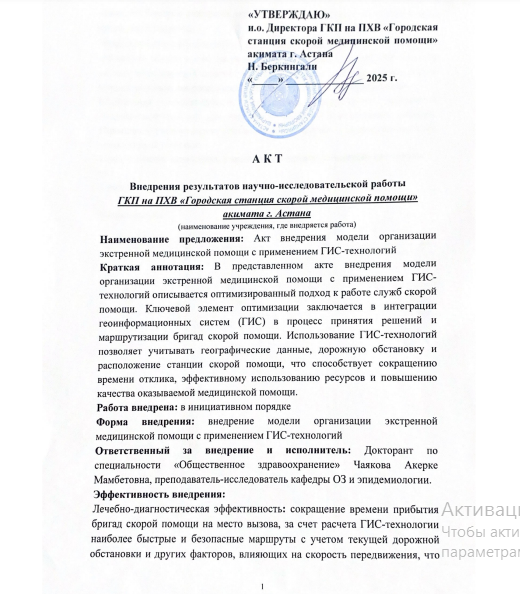 «УТВЕРЖДАЮ»
и.о. Директора ГКП на ПХВ «Городская
станция скорой медицинской помощи»
акимата г. Астана
Н. Беркингали
«_____»________________ 2025 г.
А К Т
Внедрения результатов научно-исследовательской работы
ГКП на ПХВ «Городская станция скорой медицинской помощи»
акимата г. Астана
(наименование учреждения, где внедряется работа)
Наименование предложения: Акт внедрения модели организации
экстренной медицинской помощи с применением ГИС-технологий
Краткая аннотация: В представленном акте внедрения модели
организации экстренной медицинской помощи с применением ГИС-
технологий описывается оптимизированный подход к работе служб скорой
помощи. Ключевой элемент оптимизации заключается в интеграции
геоинформационных систем (ГИС) в процесс принятия решений и
маршрутизации бригад скорой помощи. Использование ГИС-технологий
позволяет учитывать географические данные, дорожную обстановку и
расположение станции скорой помощи, что способствует сокращению
времени отклика, эффективному использованию ресурсов и повышению
качества оказываемой медицинской помощи.
Работа внедрена: в инициативном порядке
Форма внедрения: внедрение модели организации экстренной
медицинской помощи с применением ГИС-технологий
Ответственный за внедрение и исполнитель: Докторант по
специальности «Общественное здравоохранение» Чаякова Акерке
Мамбетовна, преподаватель-исследователь кафедры ОЗ и эпидемиологии.
Эффективность внедрения:
Лечебно-диагностическая эффективность: сокращение времени прибытия
бригад скорой помощи на место вызова, за счет расчета ГИС-технологии
наиболее быстрые и безопасные маршруты с учетом текущей дорожной
обстановки и других факторов, влияющих на скорость передвижения, что
1
Активаци
Чтобы акти
параметра